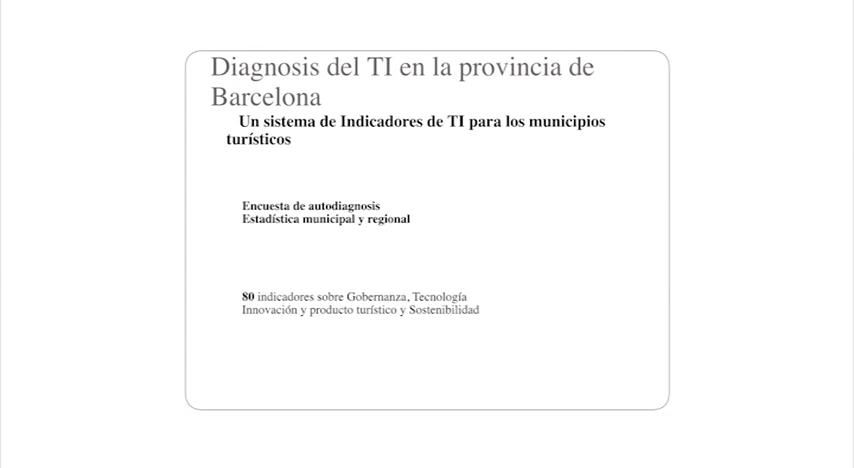 Diagnosis del TI en la provincia de
Barcelona
Un sistema de Indicadores de TI para los municipios
turísticos
Encuesta de autodiagnosis
Estadística municipal y regional
80 indicadores sobre Gobernanza, Tecnología
Innovación y producto turístico y Sostenibilidad